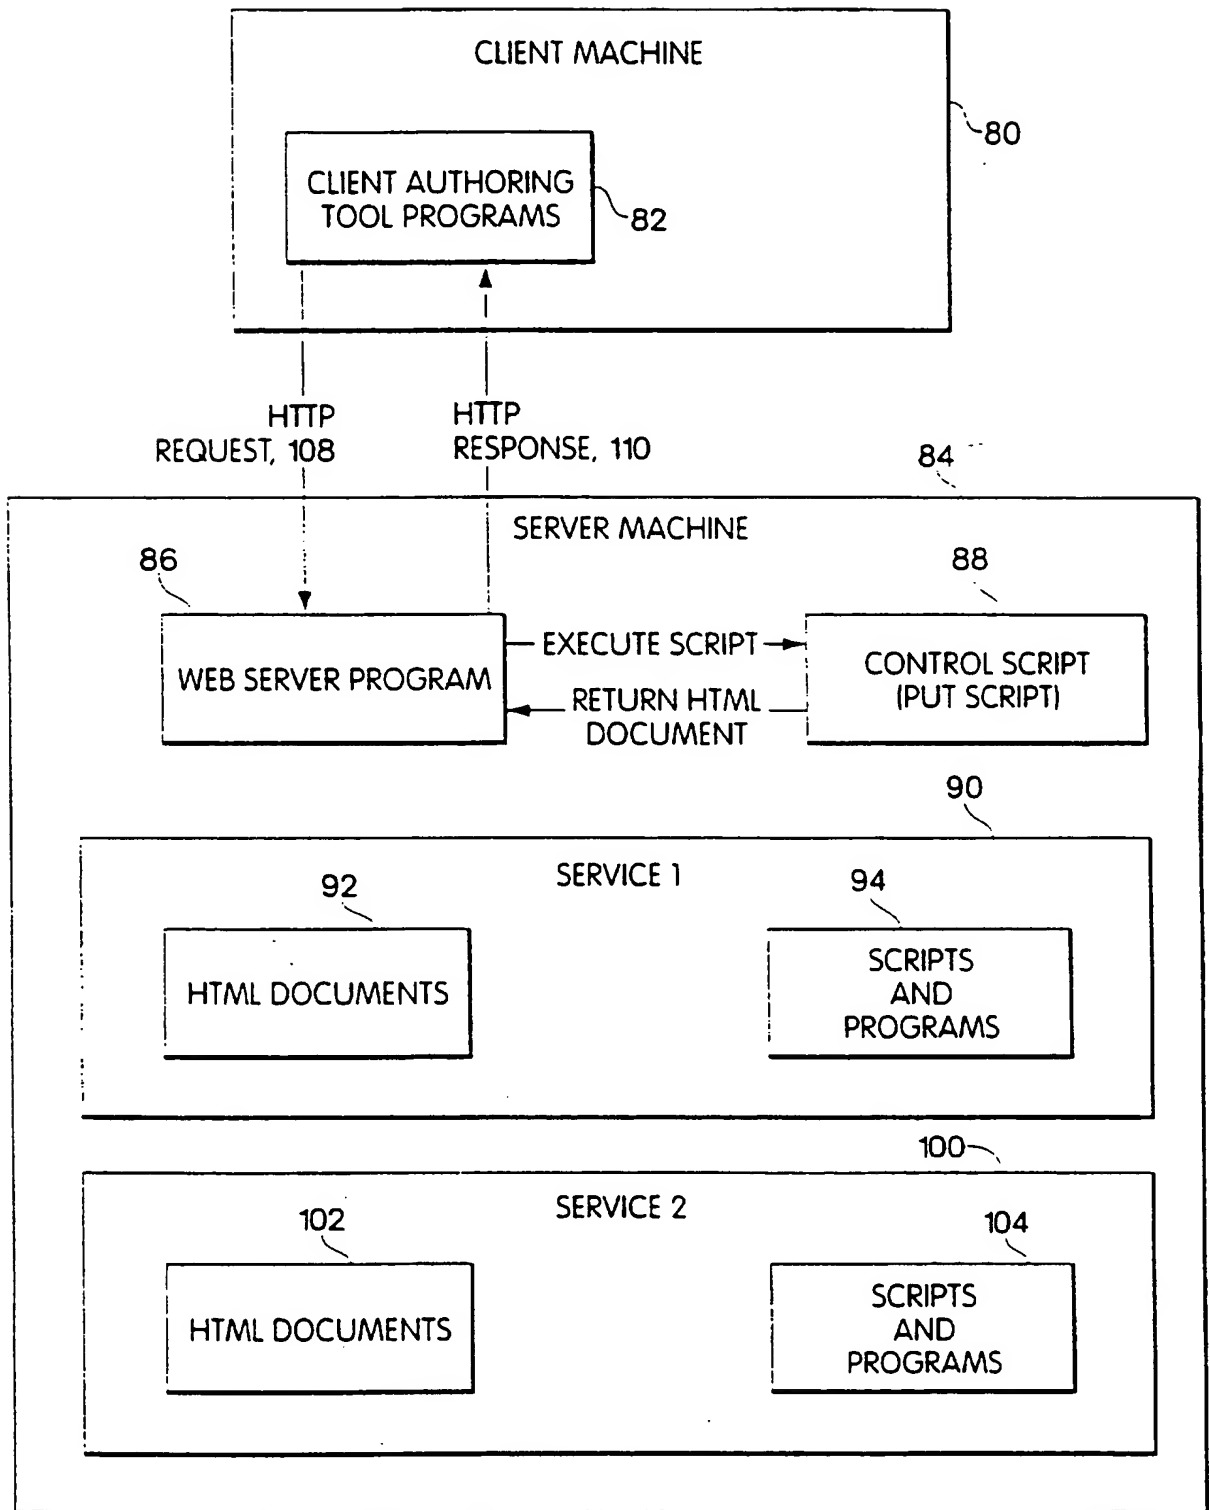 CLIENT MACHINE
80
CLIENT AUTHORING
TOOL PROGRAMS
82
HTTP
REQUEST, 108
HTTP
RESPONSE, 110
84
SERVER MACHINE
86
88
WEB SERVER PROGRAM
EXECUTE SCRIPT
RETURN HTML
DOCUMENT
CONTROL SCRIPT
(PUT SCRIPT)
90
SERVICE 1
92
94
HTML DOCUMENTS
SCRIPTS
AND
PROGRAMS
100
SERVICE 2
102
104
HTML DOCUMENTS
SCRIPTS
AND
PROGRAMS